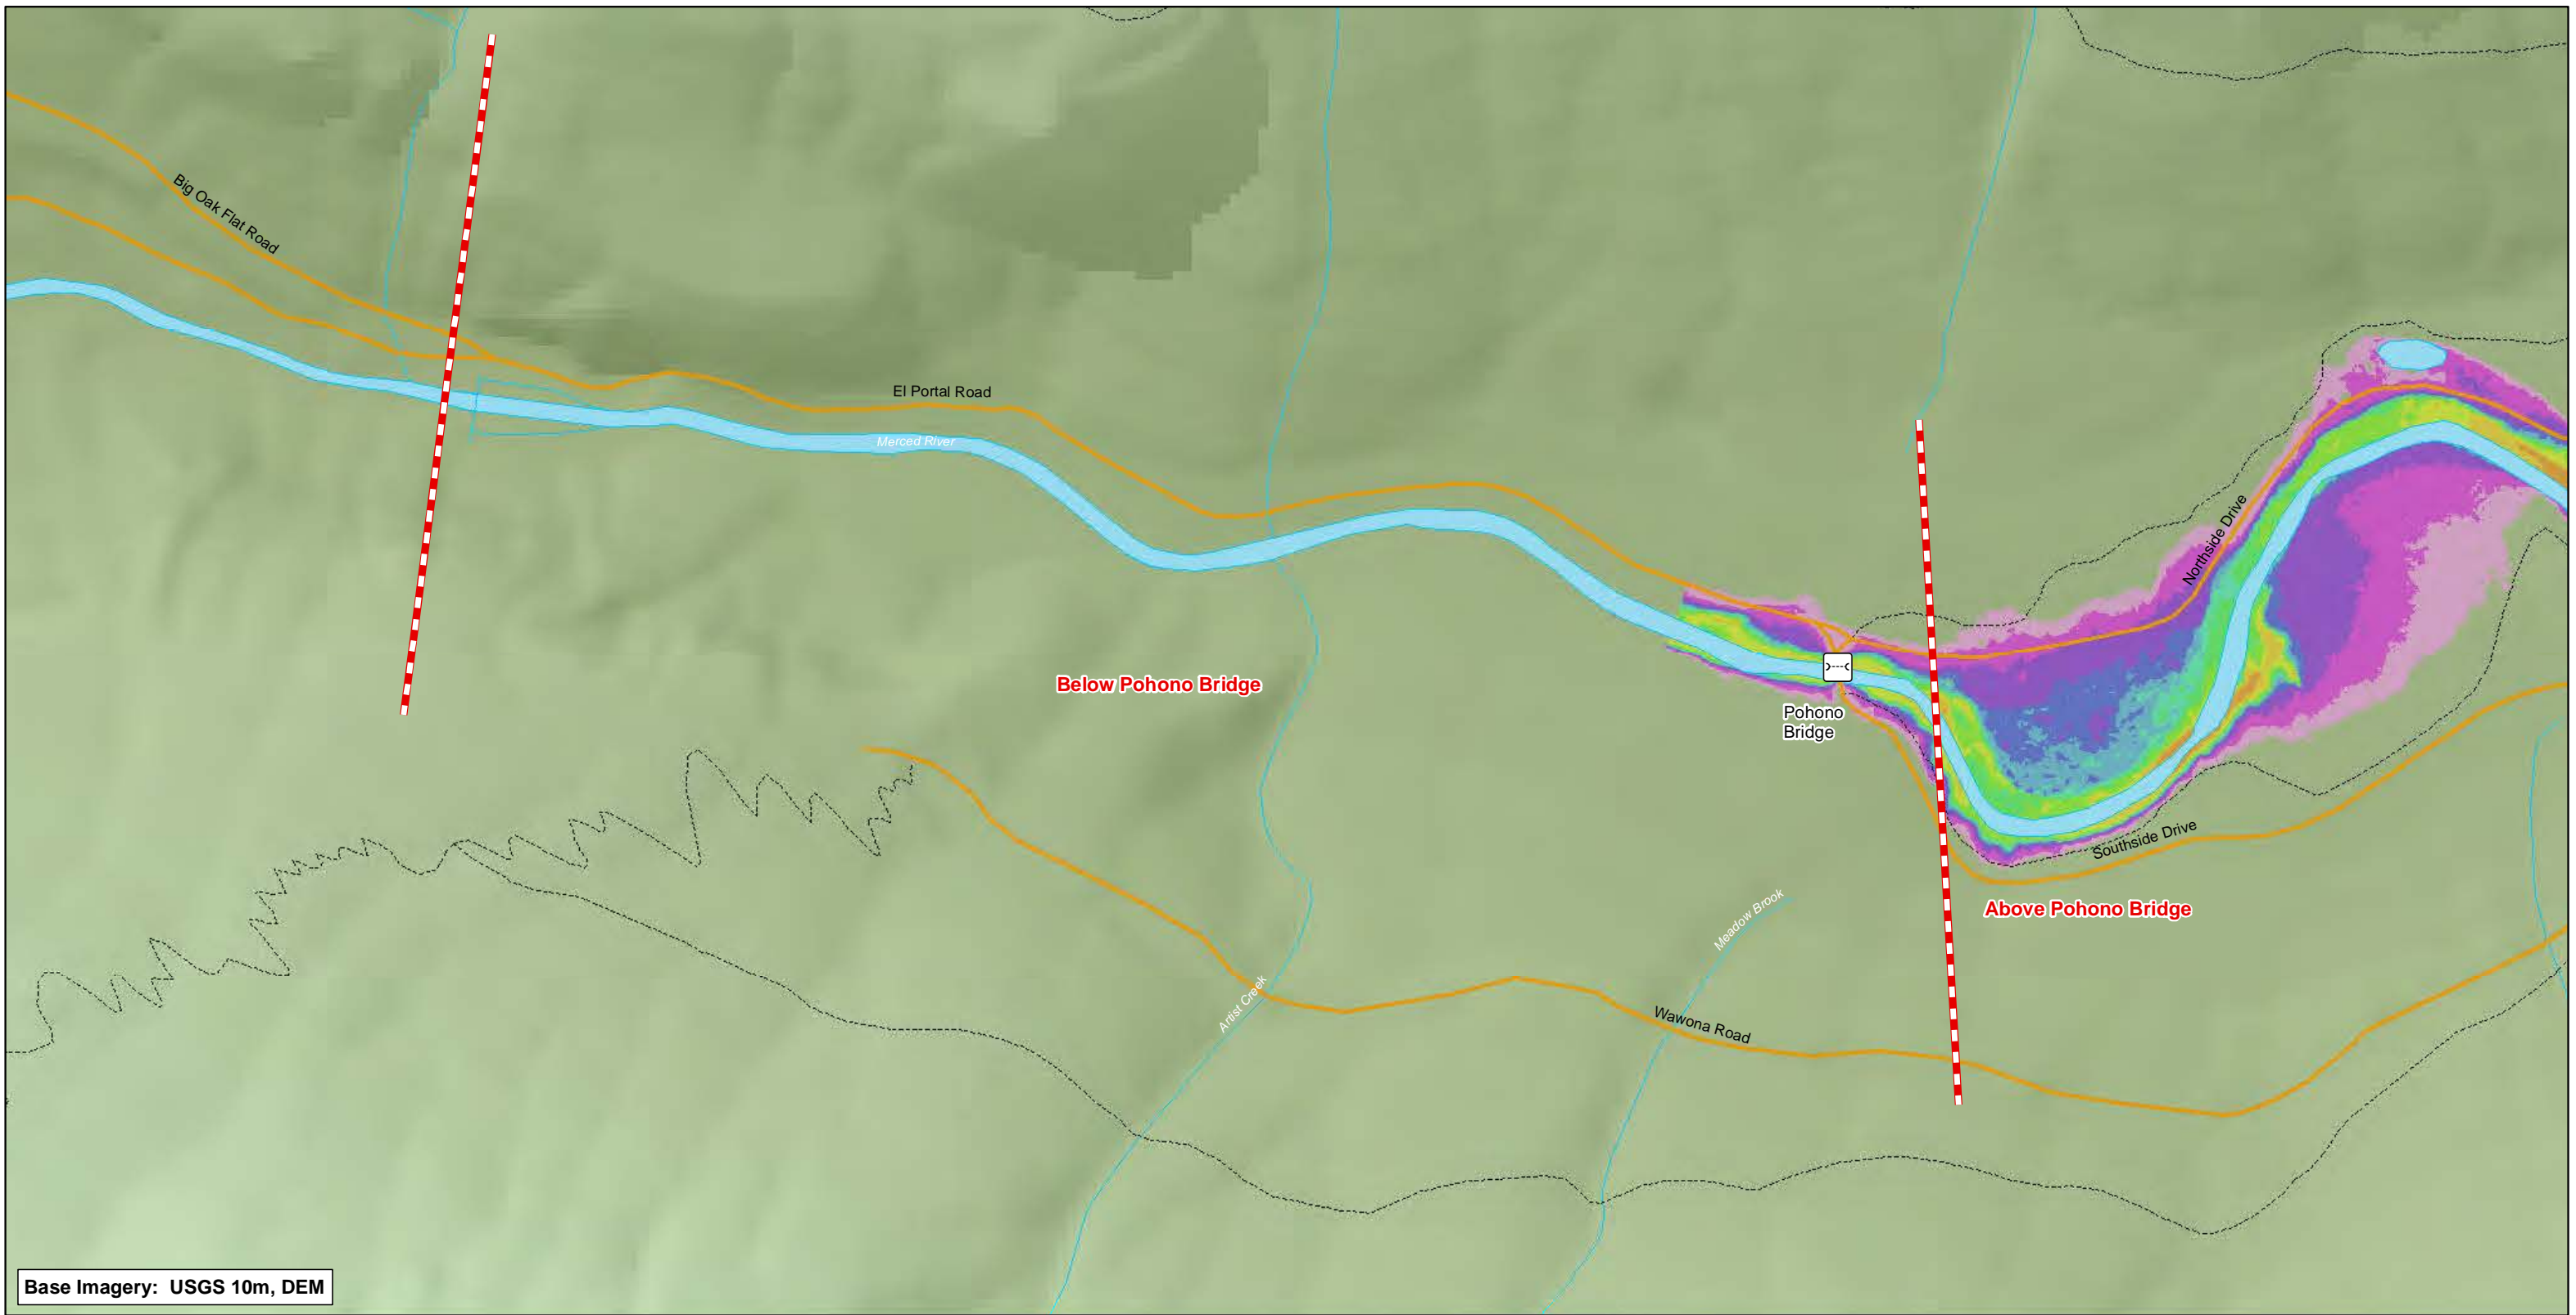 Big Oak Flat Road
El Portal Road
Merced River
Northside Drive
Below Pohono Bridge
Pohono
Bridge
Southside Drive
Above Pohono Bridge
Meadow Brook
Artist Creek
Wawona Road
Base Imagery: USGS 10m, DEM